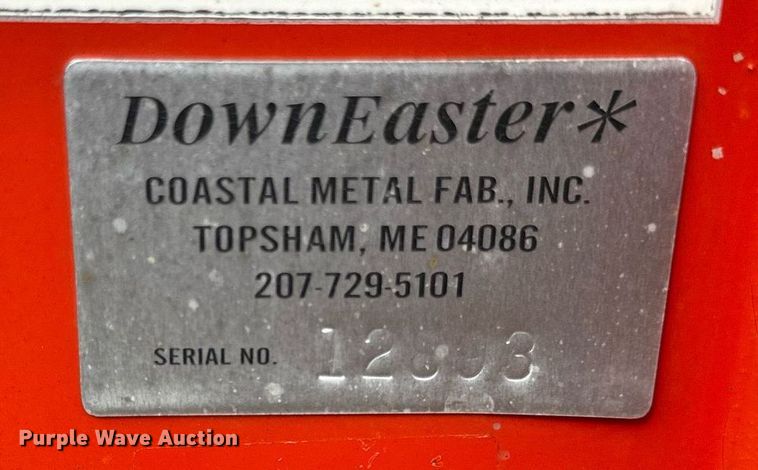 DownEaster*
COASTAL METAL FAB., INC.
TOPSHAM, ME 04086
207-729-5101
SERIAL NO.
Purple Wave Auction